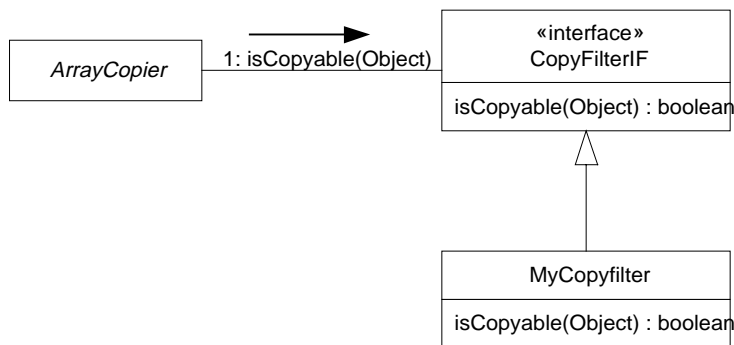 ArrayCopier
1: isCopyable(Object)
«interface»
CopyFilterIF
isCopyable(Object) : boolean
MyCopyfilter
isCopyable(Object) : boolean